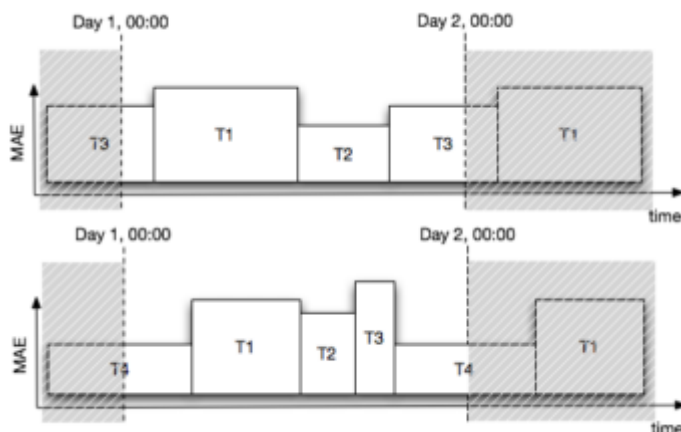 Day 1, 00:00 Day 2, 00:00
MAE
T3 T1 T2 T3 T1
time
Day 1, 00:00 Day 2, 00:00
MAE
T4 T1 T2 T3 T4 T1
time